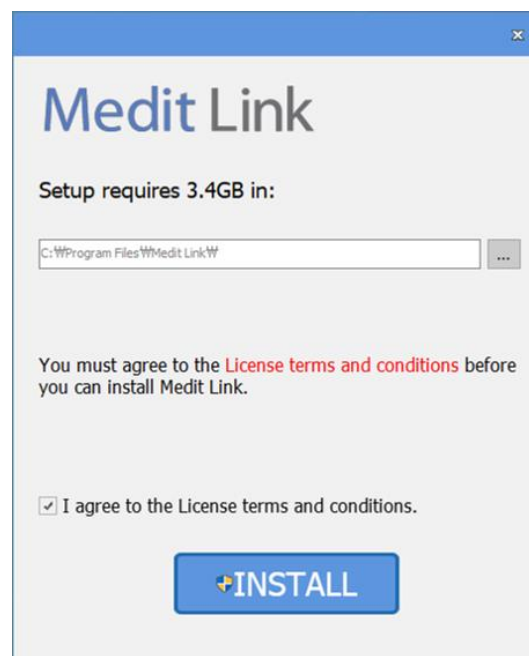 Medit Link
Setup requires 3.4GB in:
C:₩Program Files₩Medit Link₩
...
You must agree to the License terms and conditions before
you can install Medit Link.
I agree to the License terms and conditions.
INSTALL